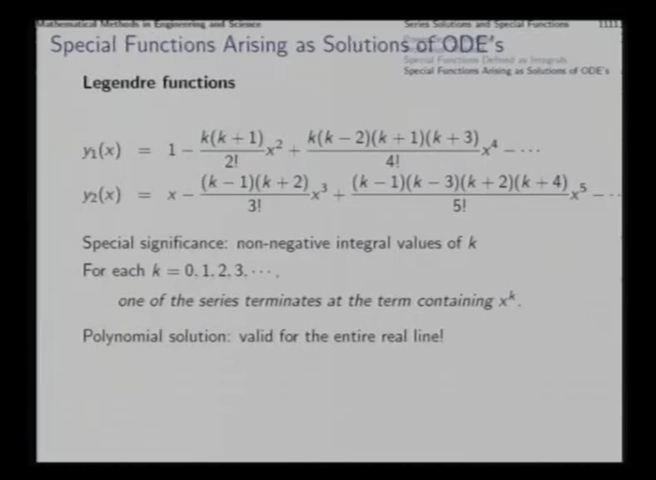 Mathematical Methods in Engineering and Science
Series Solutions and Special Functions
Special Functions Arising as Solutions of ODE's
Special Functions Defined as Integrals
Special Functions Arising as Solutions of ODE's
Legendre functions
y₁(x) = 1 − k(k + 1)/2! x² + k(k − 2)(k + 1)(k + 3)/4! x⁴ − ···
y₂(x) = x − (k − 1)(k + 2)/3! x³ + (k − 1)(k − 3)(k + 2)(k + 4)/5! x⁵ − ··
Special significance: non-negative integral values of k
For each k = 0, 1, 2, 3, ···,
one of the series terminates at the term containing xᵏ.
Polynomial solution: valid for the entire real line!